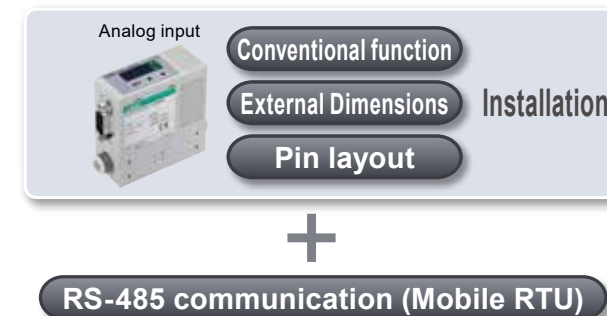 Analog input
Conventional function
External Dimensions
Installation
Pin layout
+
RS-485 communication (Mobile RTU)